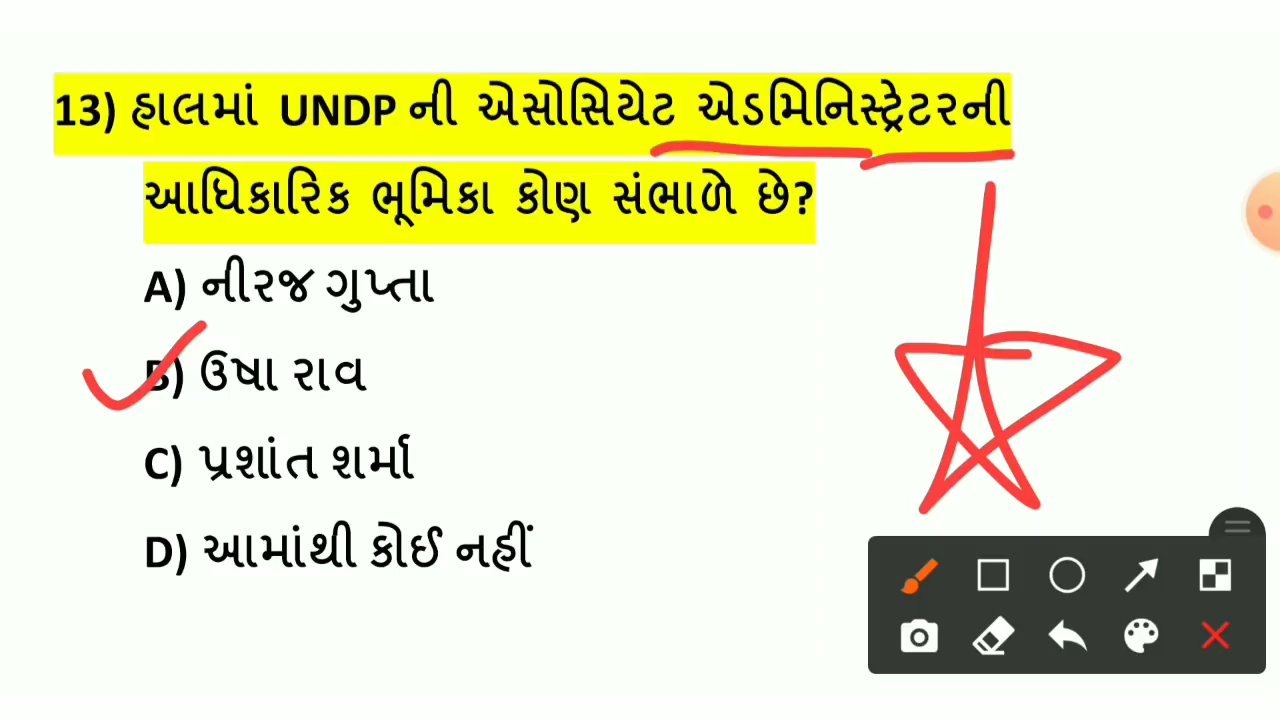 13) હાલમાં UNDP ની એસોસિયેટ એડમિનિસ્ટ્રેટરની
આધિકારિક ભૂમિકા કોણ સંભાળે છે?
A) નીરજ ગુપ્તા
B) ઉષા રાવ
C) પ્રશાંત શર્મા
D) આમાંથી કોઈ નહીં